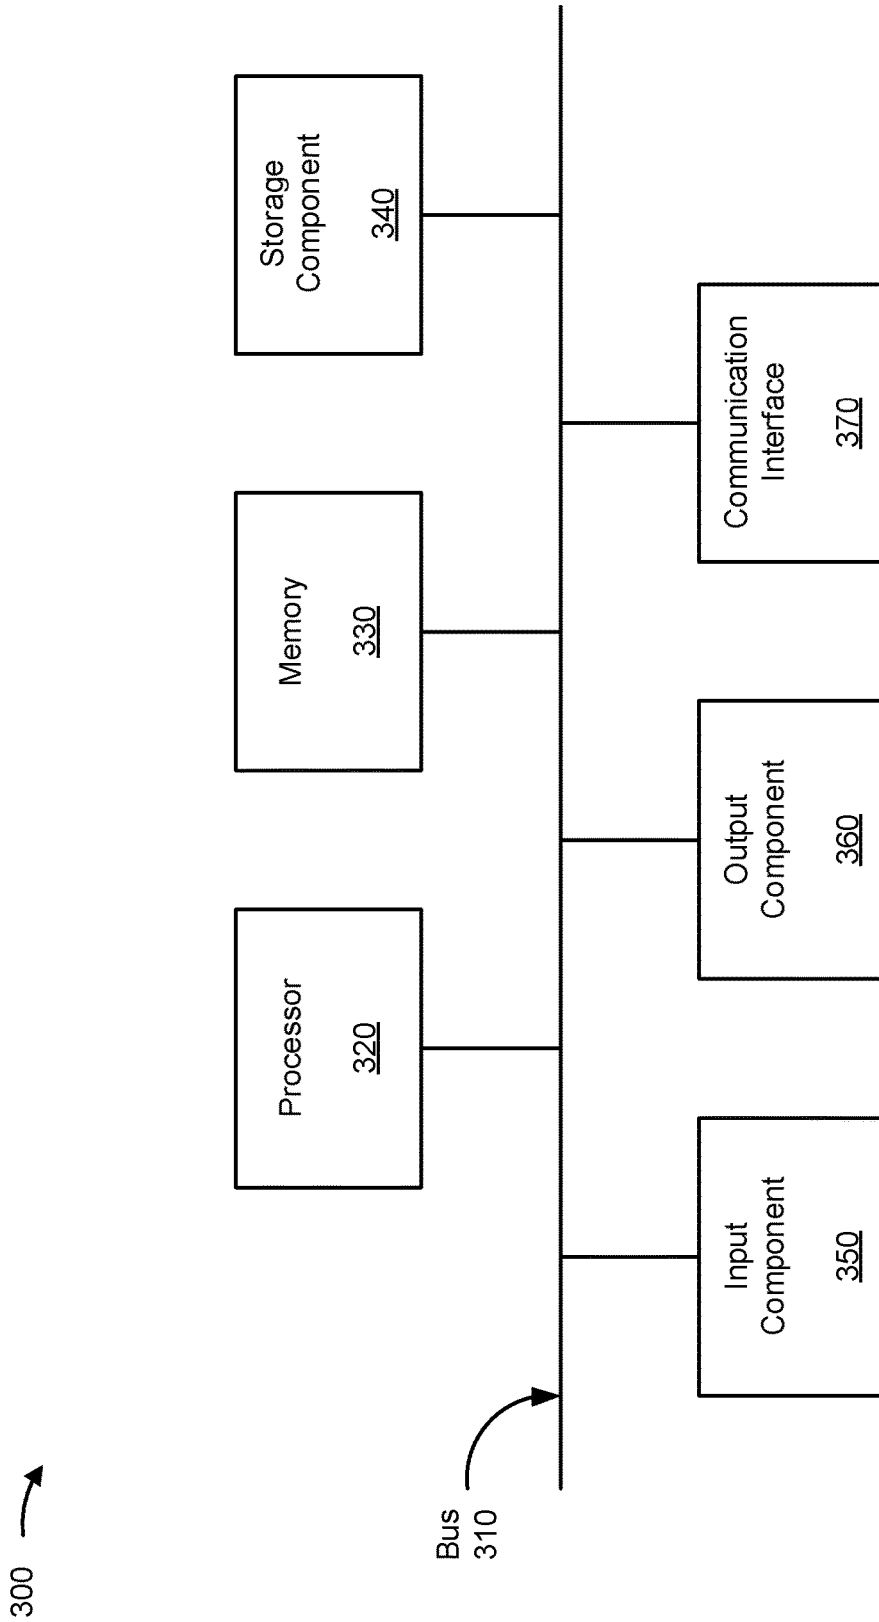 300
Bus
310
Processor
320
Memory
330
Storage
Component
340
Input
Component
350
Output
Component
360
Communication
Interface
370